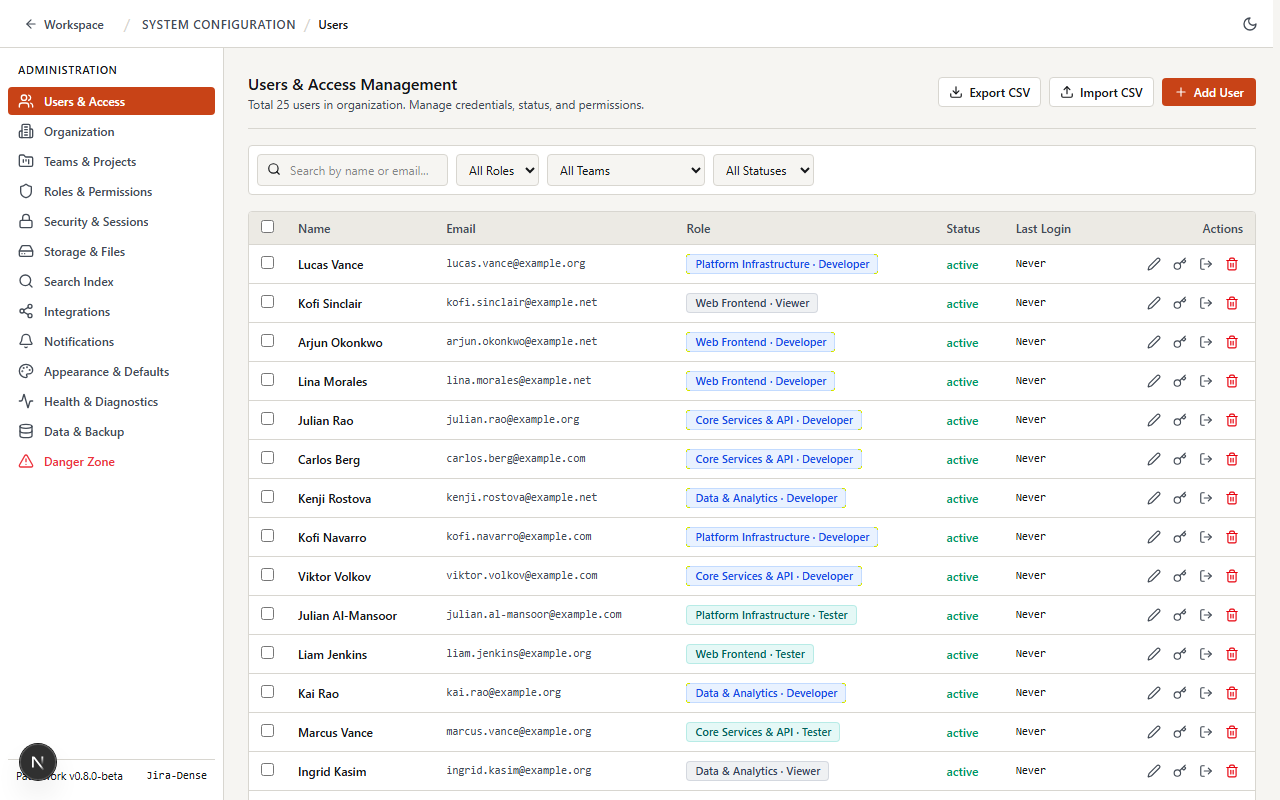 Workspace / SYSTEM CONFIGURATION / Users
ADMINISTRATION
Users & Access
Organization
Teams & Projects
Roles & Permissions
Security & Sessions
Storage & Files
Search Index
Integrations
Notifications
Appearance & Defaults
Health & Diagnostics
Data & Backup
Danger Zone
N
v0.8.0-beta Jira-Dense
Users & Access Management
Total 25 users in organization. Manage credentials, status, and permissions.
Export CSV Import CSV Add User
Search by name or email... All Roles All Teams All Statuses
Name Email Role Status Last Login Actions
Lucas Vance lucas.vance@example.org Platform Infrastructure · Developer active Never
Kofi Sinclair kofi.sinclair@example.net Web Frontend · Viewer active Never
Arjun Okonkwo arjun.okonkwo@example.net Web Frontend · Developer active Never
Lina Morales lina.morales@example.net Web Frontend · Developer active Never
Julian Rao julian.rao@example.org Core Services & API · Developer active Never
Carlos Berg carlos.berg@example.com Core Services & API · Developer active Never
Kenji Rostova kenji.rostova@example.net Data & Analytics · Developer active Never
Kofi Navarro kofi.navarro@example.com Platform Infrastructure · Developer active Never
Viktor Volkov viktor.volkov@example.com Core Services & API · Developer active Never
Julian Al-Mansoor julian.al-mansoor@example.com Platform Infrastructure · Tester active Never
Liam Jenkins liam.jenkins@example.org Web Frontend · Tester active Never
Kai Rao kai.rao@example.org Data & Analytics · Developer active Never
Marcus Vance marcus.vance@example.org Core Services & API · Tester active Never
Ingrid Kasim ingrid.kasim@example.org Data & Analytics · Viewer active Never